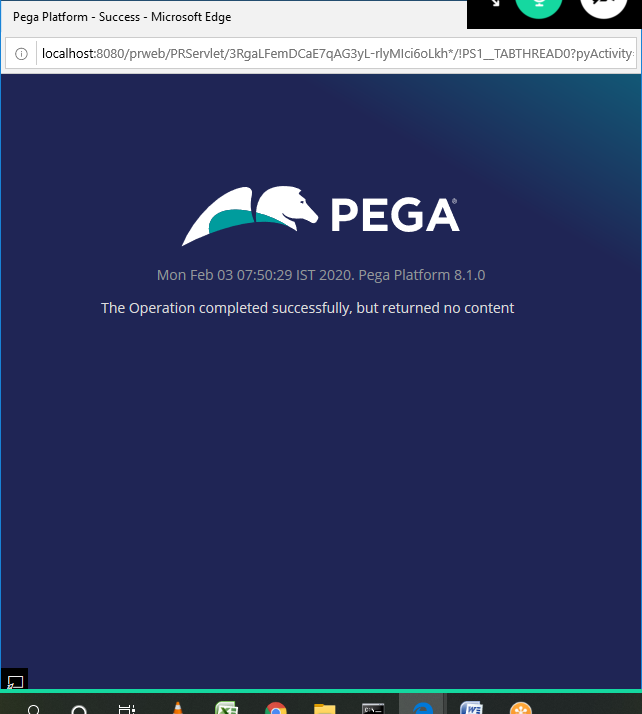 Pega Platform - Success - Microsoft Edge
localhost:8080/prweb/PRServlet/3RgaLFemDCaE7qAG3yL-rlyMIci6oLkh*/!PS1__TABTHREAD0?pyActivity
PEGA®
Mon Feb 03 07:50:29 IST 2020. Pega Platform 8.1.0
The Operation completed successfully, but returned no content